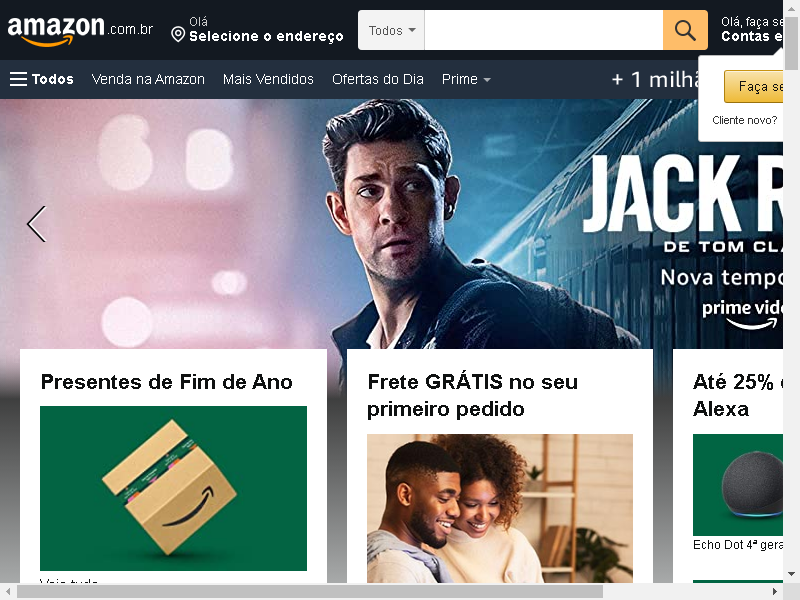 amazon.com.br
Olá
Selecione o endereço
Todos
Olá, faça se
Contas e
Todos
Venda na Amazon
Mais Vendidos
Ofertas do Dia
Prime
+ 1 milhã
Faça se
Cliente novo?
JACK R
DE TOM CLA
Nova tempo
prime vide
Presentes de Fim de Ano
Frete GRÁTIS no seu
primeiro pedido
Até 25%
Alexa
Echo Dot 4ª gera
Veja tudo